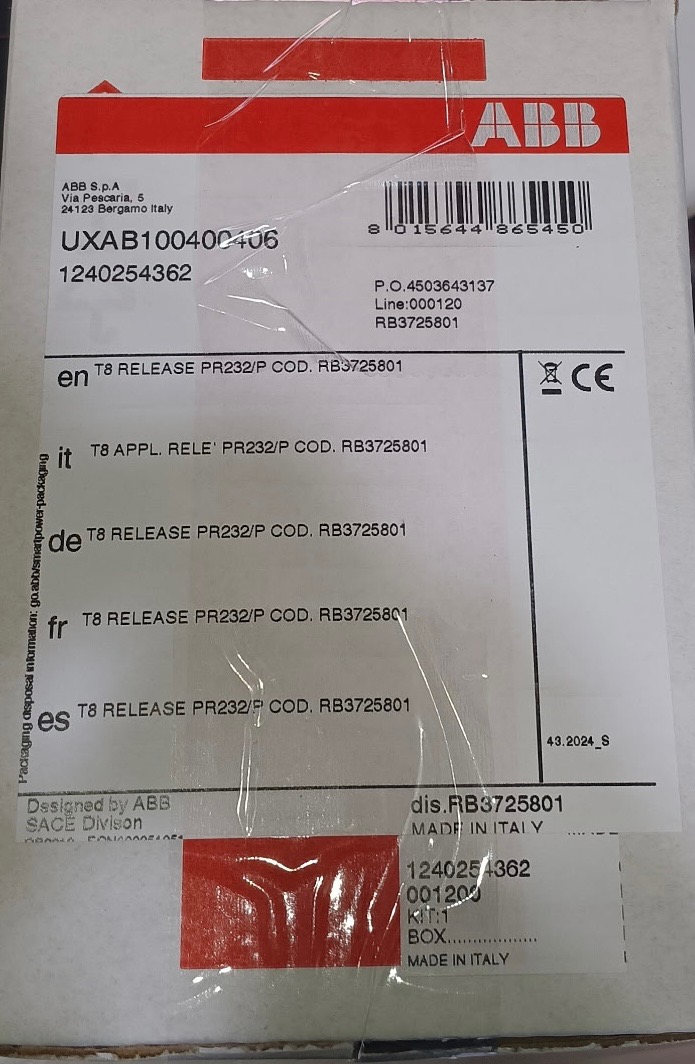 ABB
ABB S.p.A
Via Pescaria, 5
24123 Bergamo Italy
UXAB100400406
1240254362
8 015644 865450
P.O.4503643137
Line:000120
RB3725801
en T8 RELEASE PR232/P COD. RB3725801
CE
it T8 APPL. RELE' PR232/P COD. RB3725801
de T8 RELEASE PR232/P COD. RB3725801
fr T8 RELEASE PR232/P COD. RB3725801
es T8 RELEASE PR232/P COD. RB3725801
Packaging disposal information: go.abb/smartpower-packaging
43.2024_S
Designed by ABB
SACE Divison
dis.RB3725801
MADE IN ITALY
1240254362
001200
KIT:1
BOX..................
MADE IN ITALY